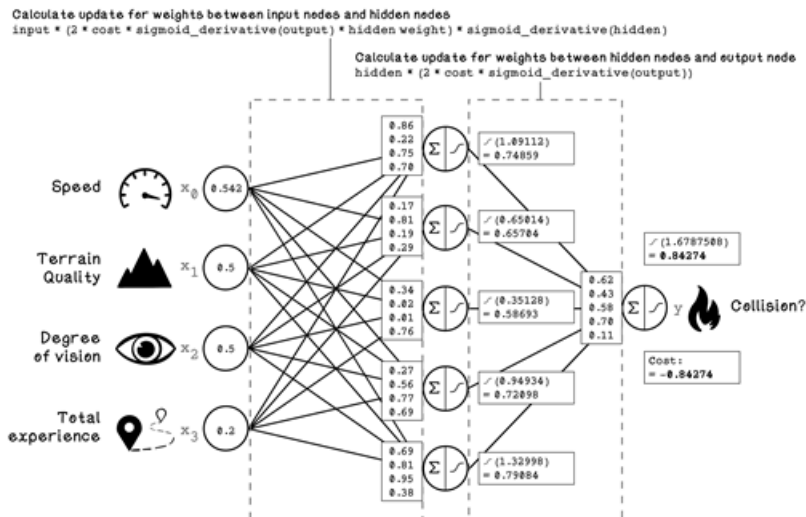 Calculate update for weights between input nodes and hidden nodes
input * (2 * cost * sigmoid_derivative(output) * hidden weight) * sigmoid_derivative(hidden)
Calculate update for weights between hidden nodes and output node
hidden * (2 * cost * sigmoid_derivative(output))
Speed
x0
0.542
Terrain
Quality
x1
0.5
Degree
of vision
x2
0.5
Total
experience
x3
0.2
0.86
0.22
0.75
0.70
Σ
(1.09112)
= 0.74859
0.17
0.81
0.19
0.29
Σ
(0.65014)
= 0.65704
0.34
0.02
0.01
0.76
Σ
(0.35128)
= 0.58693
0.27
0.56
0.77
0.69
Σ
(0.94934)
= 0.72098
0.69
0.81
0.95
0.38
Σ
(1.32998)
= 0.79084
0.62
0.43
0.58
0.70
0.11
Σ
y
(1.6787508)
= 0.84274
Collision?
Cost:
= -0.84274